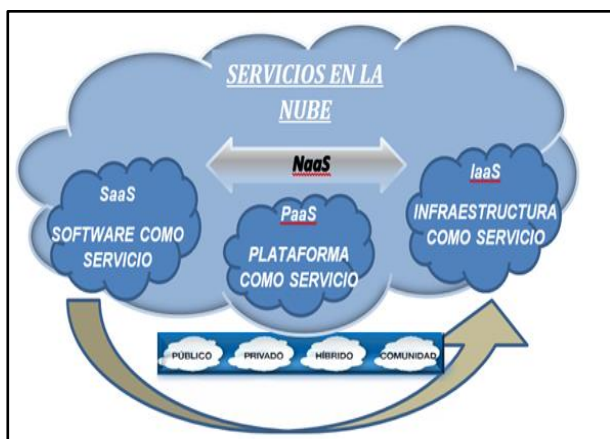 SERVICIOS EN LA
NUBE
NaaS
SaaS
SOFTWARE COMO
SERVICIO
PaaS
PLATAFORMA
COMO SERVICIO
IaaS
INFRAESTRUCTURA
COMO SERVICIO
PÚBLICO
PRIVADO
HÍBRIDO
COMUNIDAD